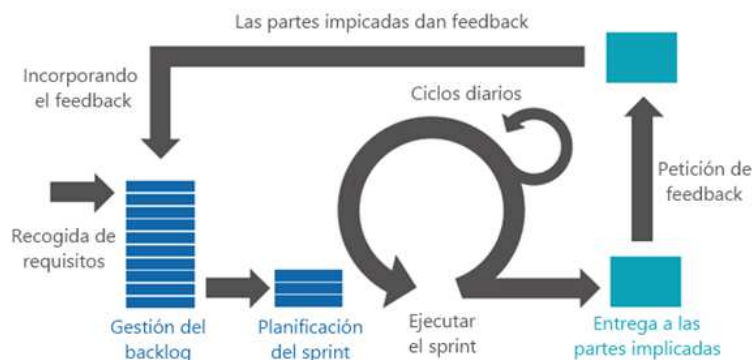 Las partes impicadas dan feedback
Incorporando
el feedback
Ciclos diarios
Petición de
feedback
Recogida de
requisitos
Gestión del
backlog
Planificación
del sprint
Ejecutar
el sprint
Entrega a las
partes implicadas